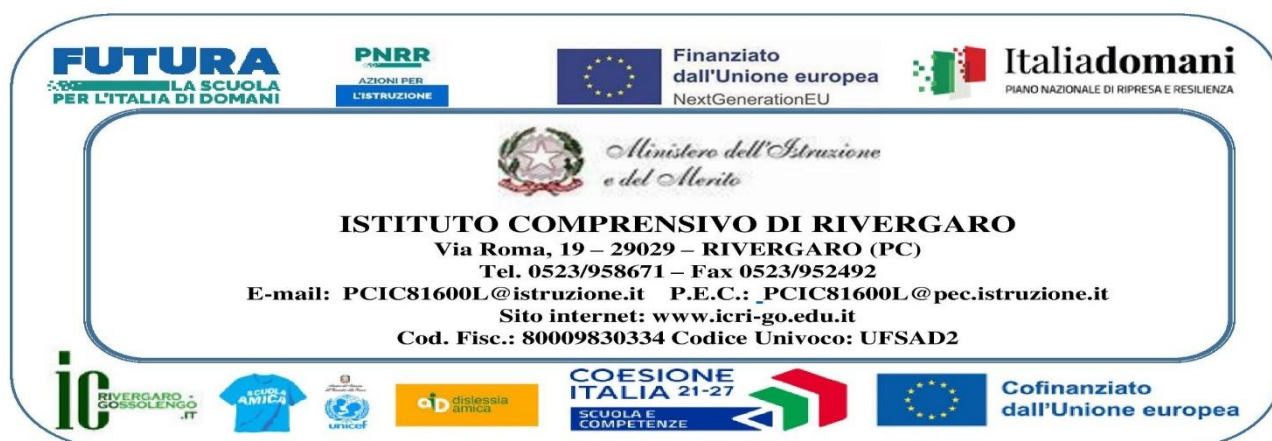 FUTURA
LA SCUOLA
PER L'ITALIA DI DOMANI
PNRR
AZIONI PER
L'ISTRUZIONE
Finanziato
dall'Unione europea
NextGenerationEU
Italiadomani
PIANO NAZIONALE DI RIPRESA E RESILIENZA
Ministero dell'Istruzione
e del Merito
ISTITUTO COMPRENSIVO DI RIVERGARO
Via Roma, 19 – 29029 – RIVERGARO (PC)
Tel. 0523/958671 – Fax 0523/952492
E-mail: PCIC81600L@istruzione.it P.E.C.: PCIC81600L@pec.istruzione.it
Sito internet: www.icri-go.edu.it
Cod. Fisc.: 80009830334 Codice Univoco: UFSAD2
ic
RIVERGARO -
GOSSOLENGO
.IT
SCUOLA
AMICA
unicef
aiD dislessia
amica
COESIONE
ITALIA 21-27
SCUOLA E
COMPETENZE
Cofinanziato
dall'Unione europea